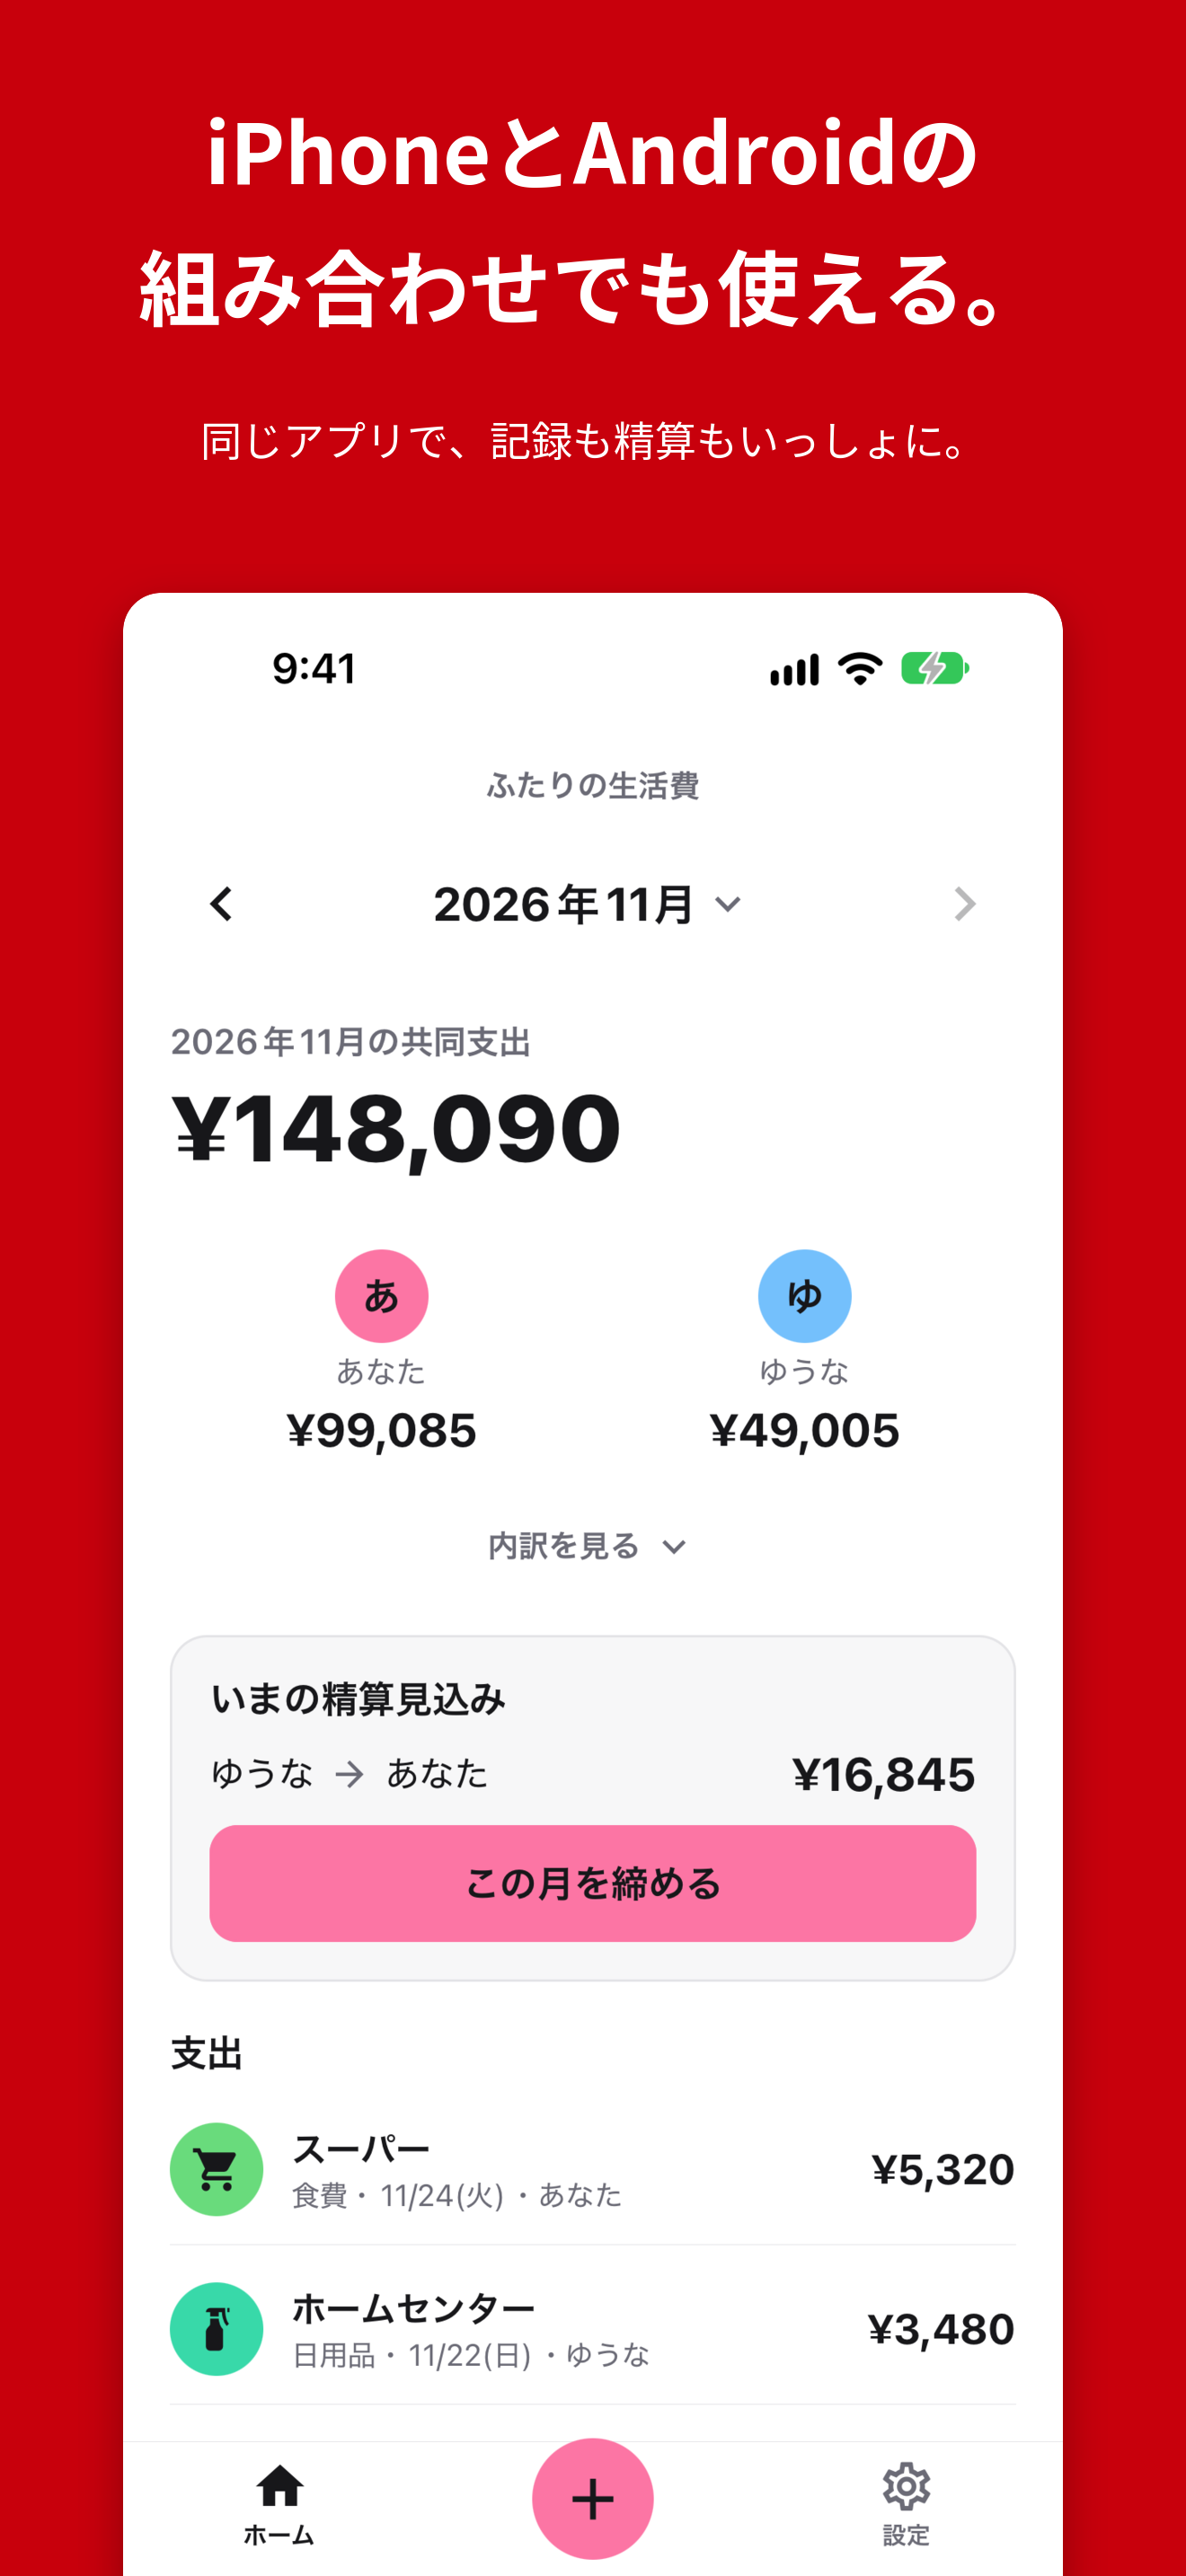 iPhoneとAndroidの
組み合わせでも使える。
同じアプリで、記録も精算もいっしょに。
9:41
ふたりの生活費
2026年11月
2026年11月の共同支出
¥148,090
あ ゆ
あなた ゆうな
¥99,085 ¥49,005
内訳を見る
いまの精算見込み
ゆうな → あなた ¥16,845
この月を締める
支出
スーパー
食費・11/24(火)・あなた
¥5,320
ホームセンター
日用品・11/22(日)・ゆうな
¥3,480
ホーム
設定